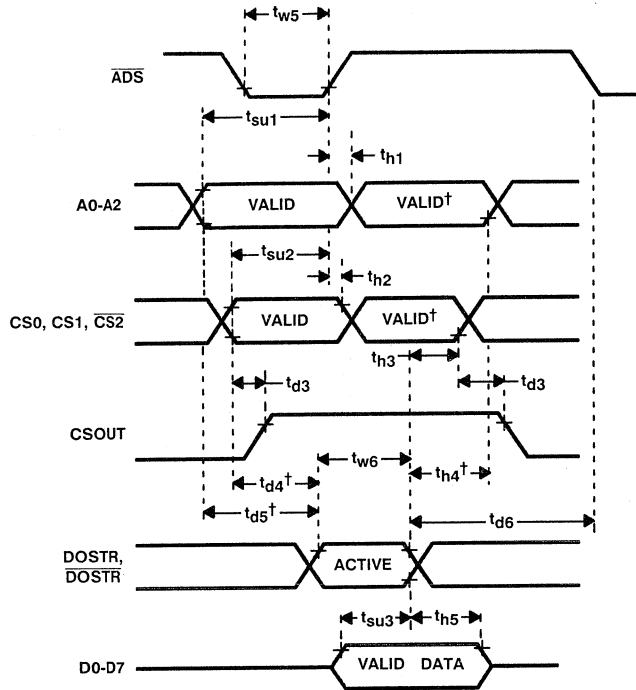 tw5
ADS
tsu1
th1
A0-A2
VALID
VALID†
tsu2
th2
CS0, CS1, CS2
VALID
VALID†
th3
td3
td3
CSOUT
tw6
td4†
th4†
td5†
td6
DOSTR,
DOSTR
ACTIVE
tsu3
th5
D0-D7
VALID DATA